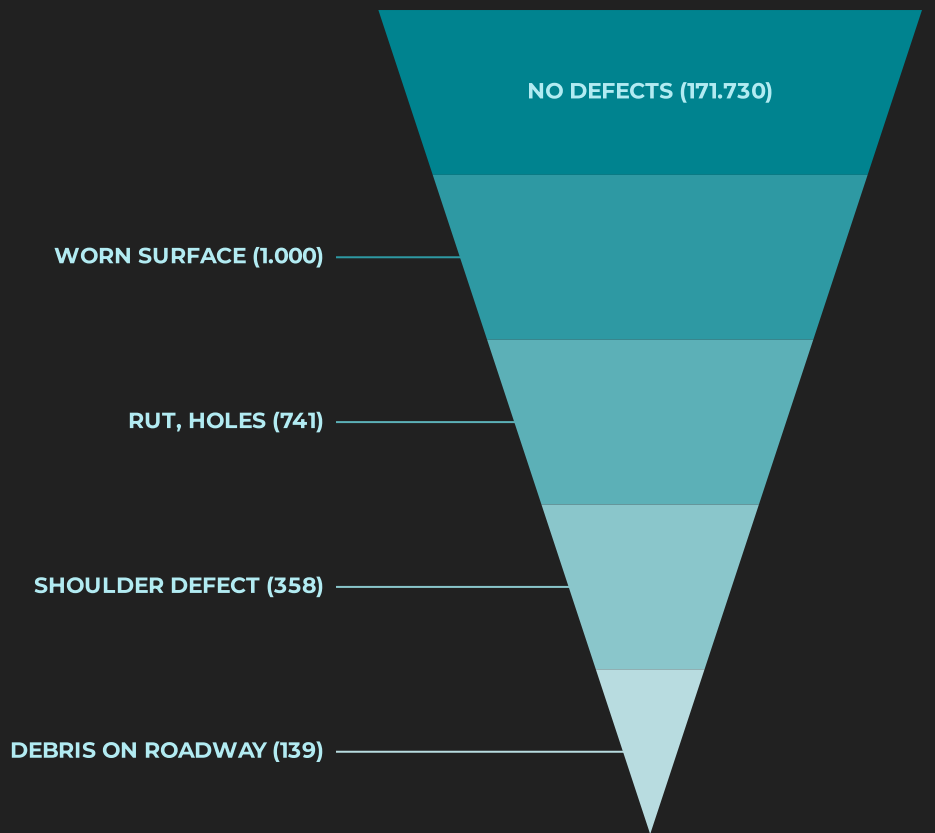 NO DEFECTS (171.730)
WORN SURFACE (1.000)
RUT, HOLES (741)
SHOULDER DEFECT (358)
DEBRIS ON ROADWAY (139)